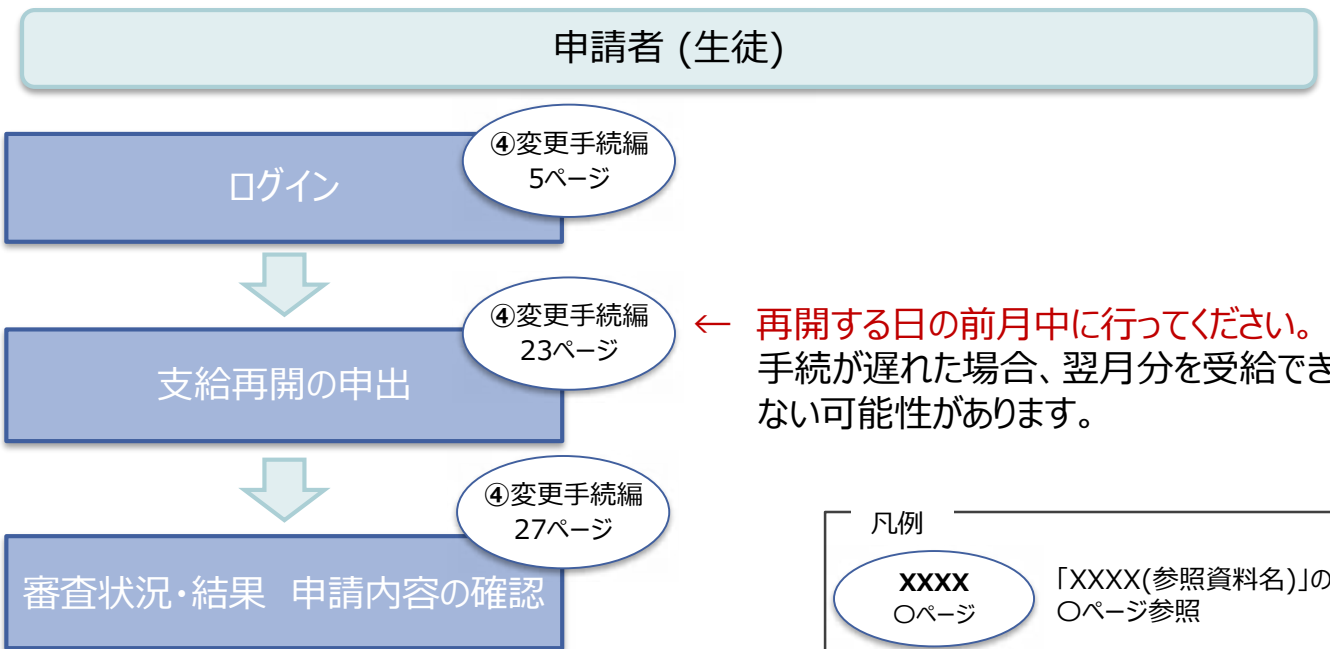 申請者 (生徒)
④変更手続編
5ページ
ログイン
④変更手続編
23ページ
支給再開の申出
← 再開する日の前月中に行ってください。
手続が遅れた場合、翌月分を受給でき
ない可能性があります。
④変更手続編
27ページ
審査状況・結果 申請内容の確認
凡例
XXXX
〇ページ
「XXXX(参照資料名)」の
〇ページ参照